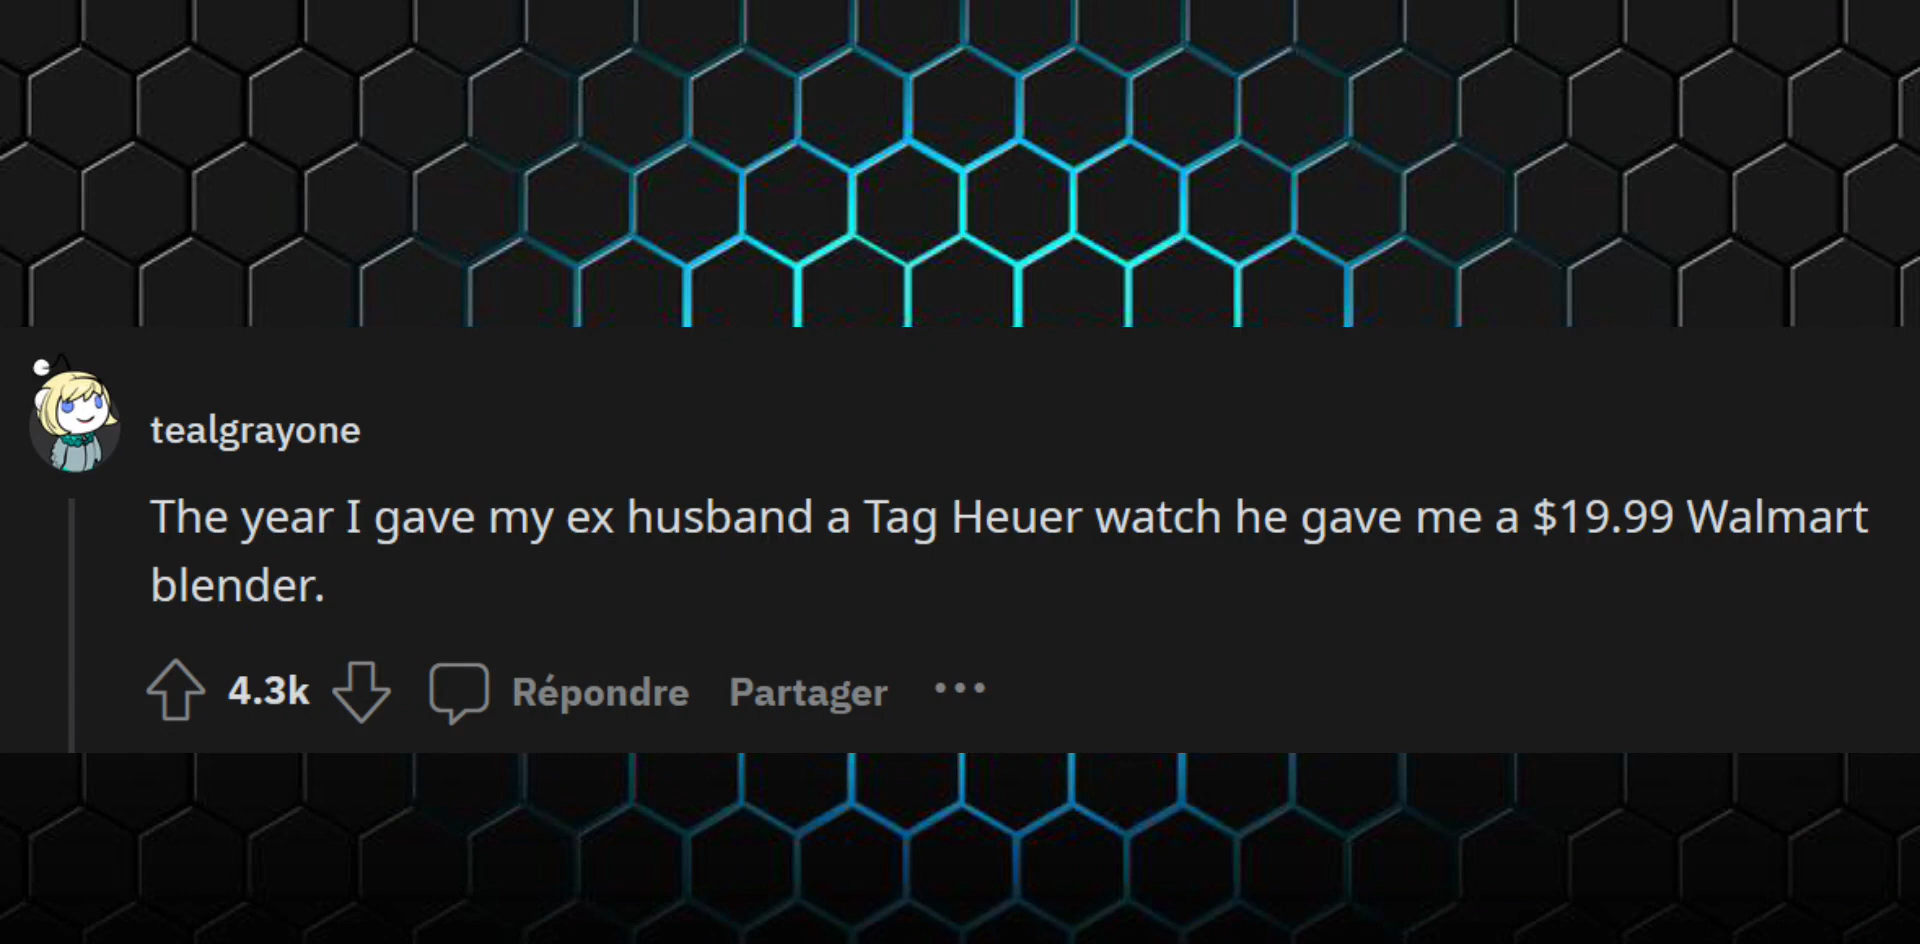 tealgrayone
The year I gave my ex husband a Tag Heuer watch he gave me a $19.99 Walmart
blender.
4.3k Répondre Partager ...